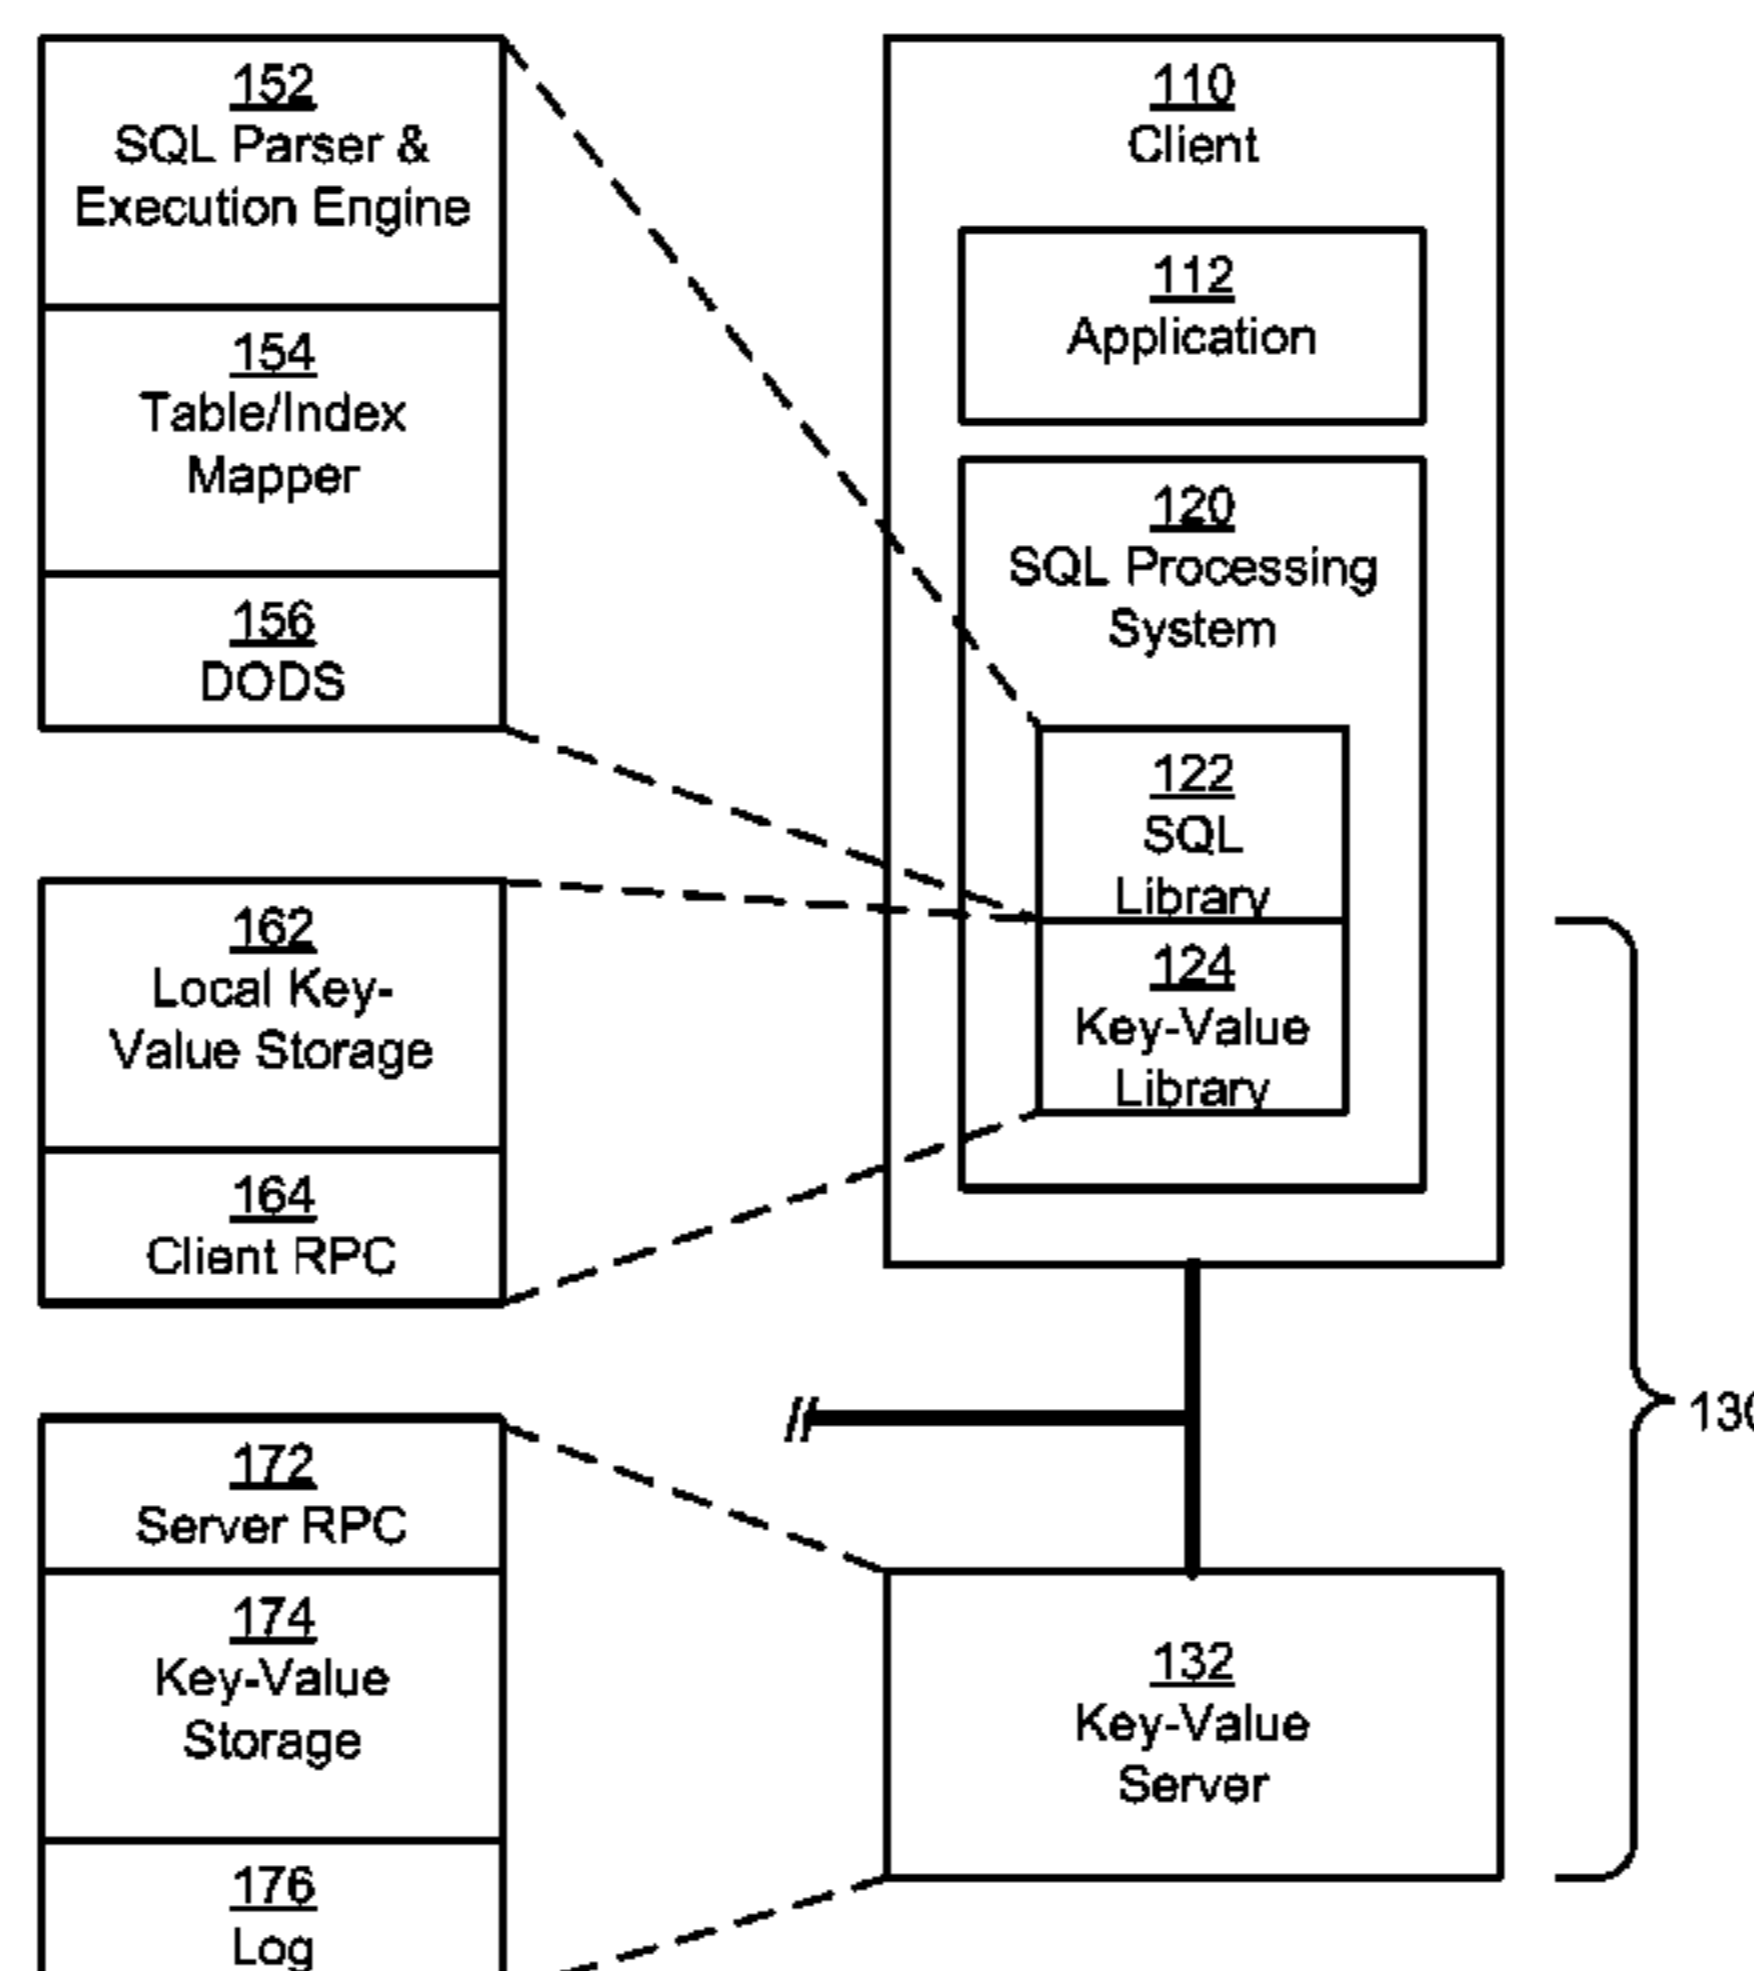 152
SQL Parser &
Execution Engine
154
Table/Index
Mapper
156
DODS
162
Local Key-
Value Storage
164
Client RPC
172
Server RPC
174
Key-Value
Storage
176
Log
110
Client
112
Application
120
SQL Processing
System
122
SQL
Library
124
Key-Value
Library
132
Key-Value
Server
130